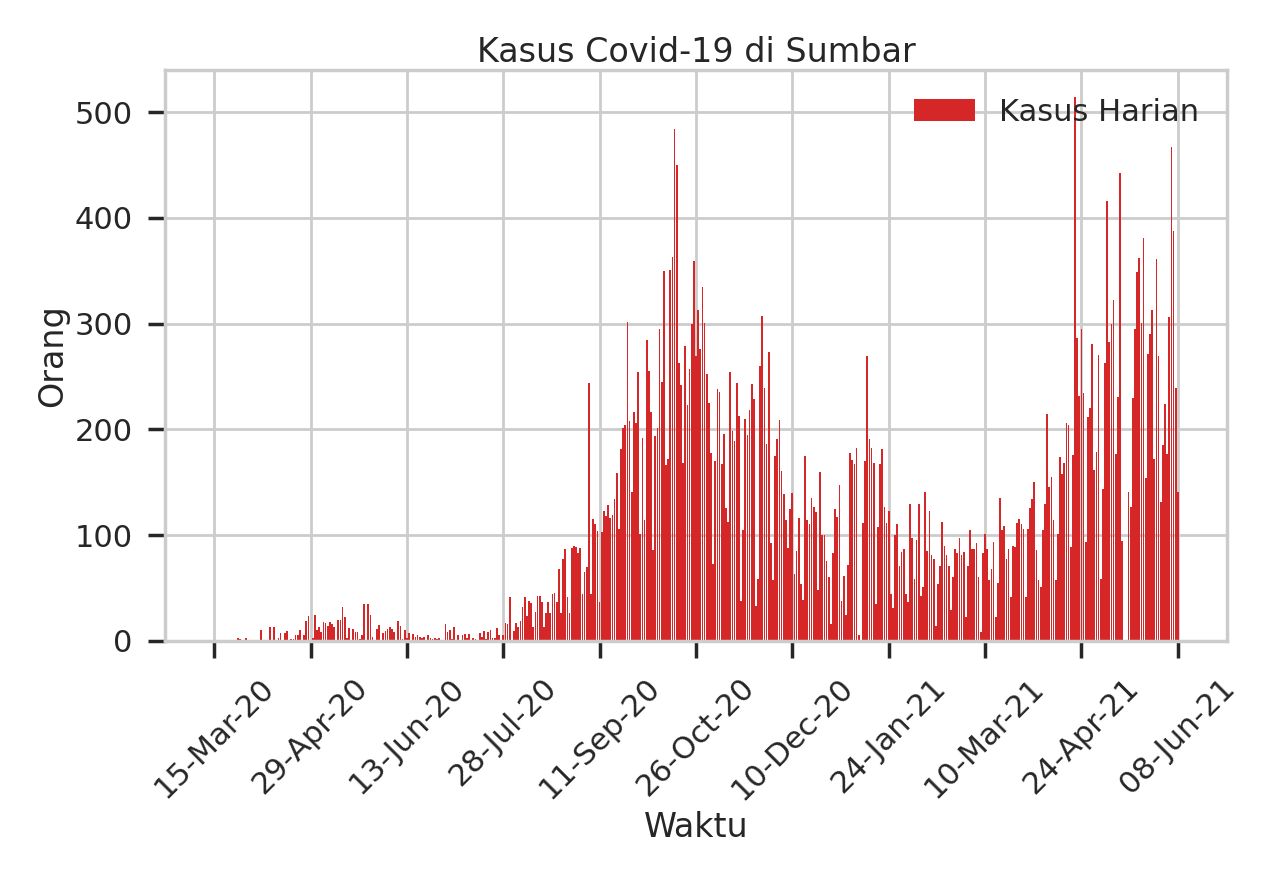 Kasus Covid-19 di Sumbar
Kasus Harian
Orang
500
400
300
200
100
0
15-Mar-20
29-Apr-20
13-Jun-20
28-Jul-20
11-Sep-20
26-Oct-20
10-Dec-20
24-Jan-21
10-Mar-21
24-Apr-21
08-Jun-21
Waktu